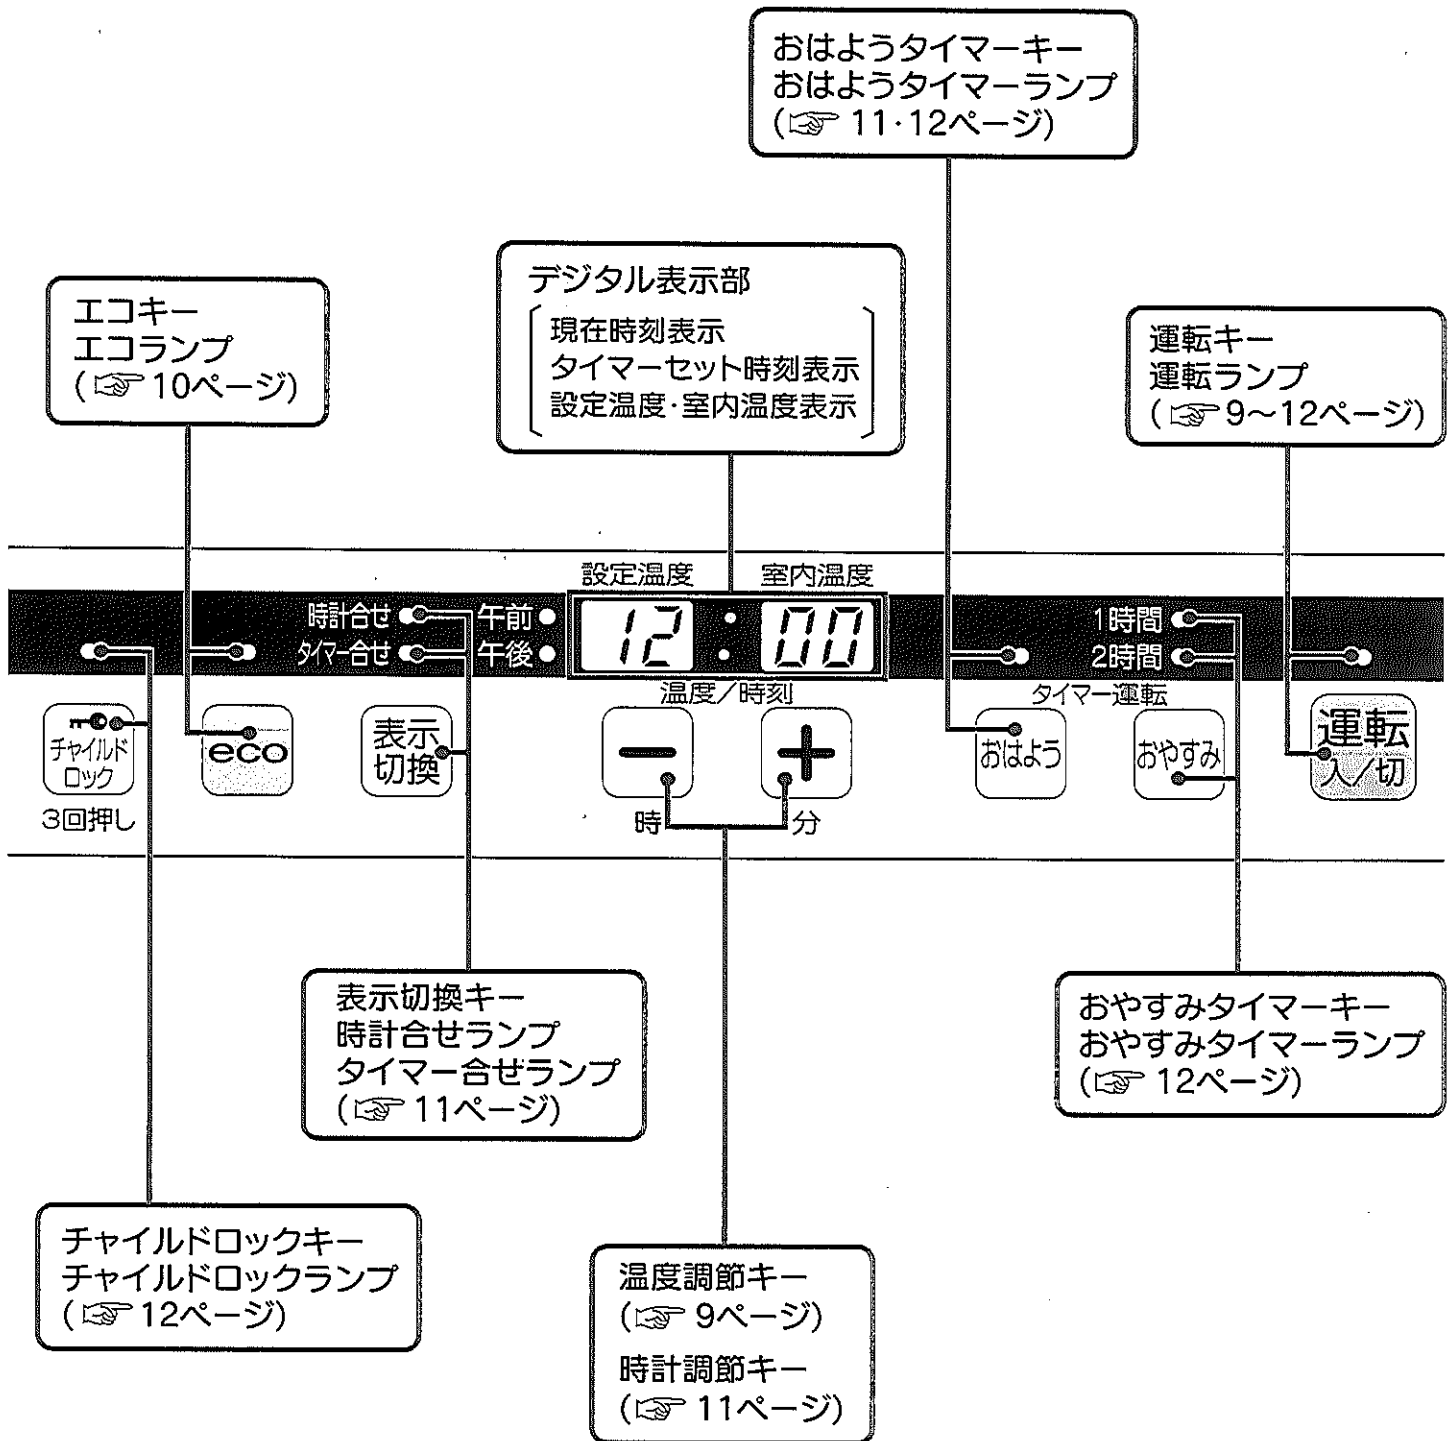 おはようタイマーキー
おはようタイマーランプ
(☞ 11・12ページ)
エコキー
エコランプ
(☞ 10ページ)
デジタル表示部
現在時刻表示
タイマーセット時刻表示
設定温度・室内温度表示
運転キー
運転ランプ
(☞ 9〜12ページ)
設定温度 室内温度
時計合せ 午前 12:00 1時間
タイマー合せ 午後 2時間
温度/時刻 タイマー運転
チャイルド
ロック
3回押し
eco
表示
切換
−
+
時 分
おはよう
おやすみ
運転
入/切
表示切換キー
時計合せランプ
タイマー合せランプ
(☞ 11ページ)
おやすみタイマーキー
おやすみタイマーランプ
(☞ 12ページ)
チャイルドロックキー
チャイルドロックランプ
(☞ 12ページ)
温度調節キー
(☞ 9ページ)
時計調節キー
(☞ 11ページ)